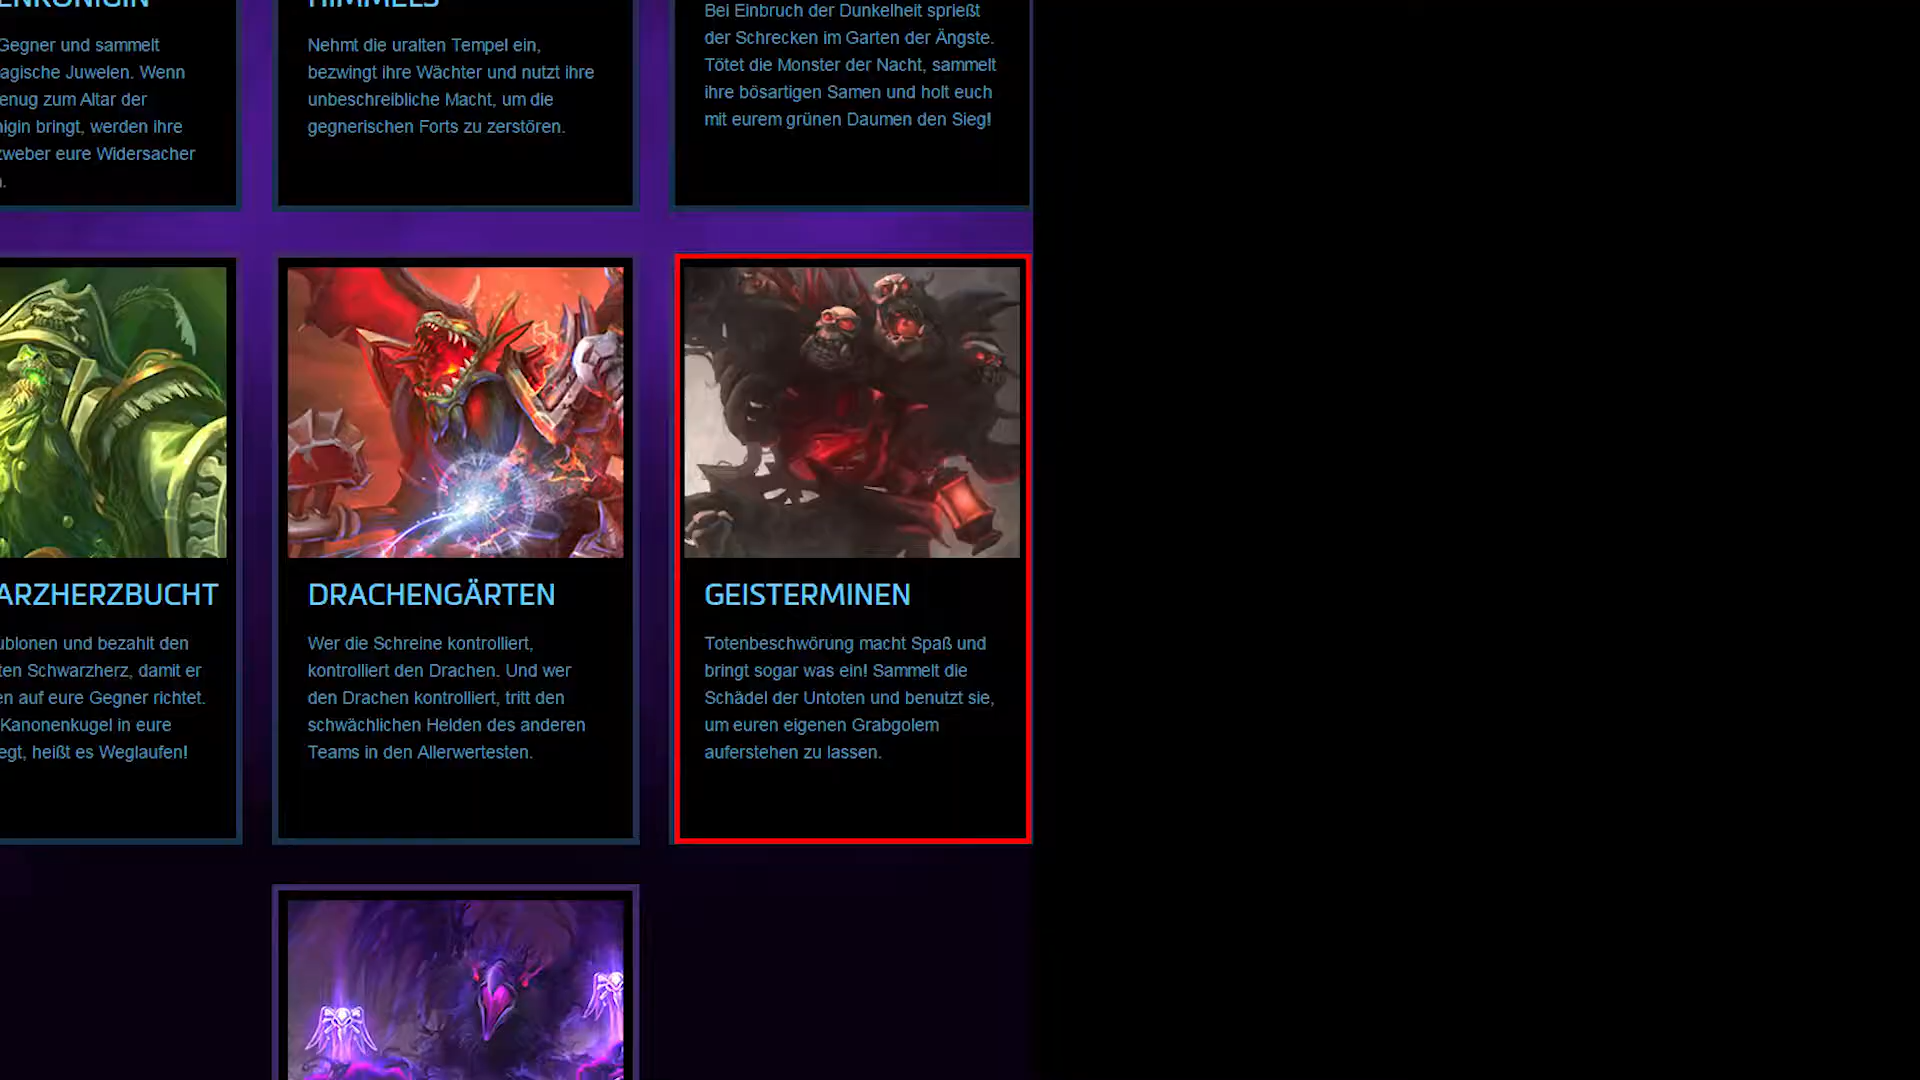 HIMMELS
Gegner und sammelt
agische Juwelen. Wenn
enug zum Altar der
nigin bringt, werden ihre
zweber eure Widersacher
Nehmt die uralten Tempel ein,
bezwingt ihre Wächter und nutzt ihre
unbeschreibliche Macht, um die
gegnerischen Forts zu zerstören.
Bei Einbruch der Dunkelheit sprießt
der Schrecken im Garten der Ängste.
Tötet die Monster der Nacht, sammelt
ihre bösartigen Samen und holt euch
mit eurem grünen Daumen den Sieg!
ARZHERZBUCHT
ublonen und bezahlt den
ten Schwarzherz, damit er
en auf eure Gegner richtet.
Kanonenkugel in eure
egt, heißt es Weglaufen!
DRACHENGÄRTEN
Wer die Schreine kontrolliert,
kontrolliert den Drachen. Und wer
den Drachen kontrolliert, tritt den
schwächlichen Helden des anderen
Teams in den Allerwertesten.
GEISTERMINEN
Totenbeschwörung macht Spaß und
bringt sogar was ein! Sammelt die
Schädel der Untoten und benutzt sie,
um euren eigenen Grabgolem
auferstehen zu lassen.